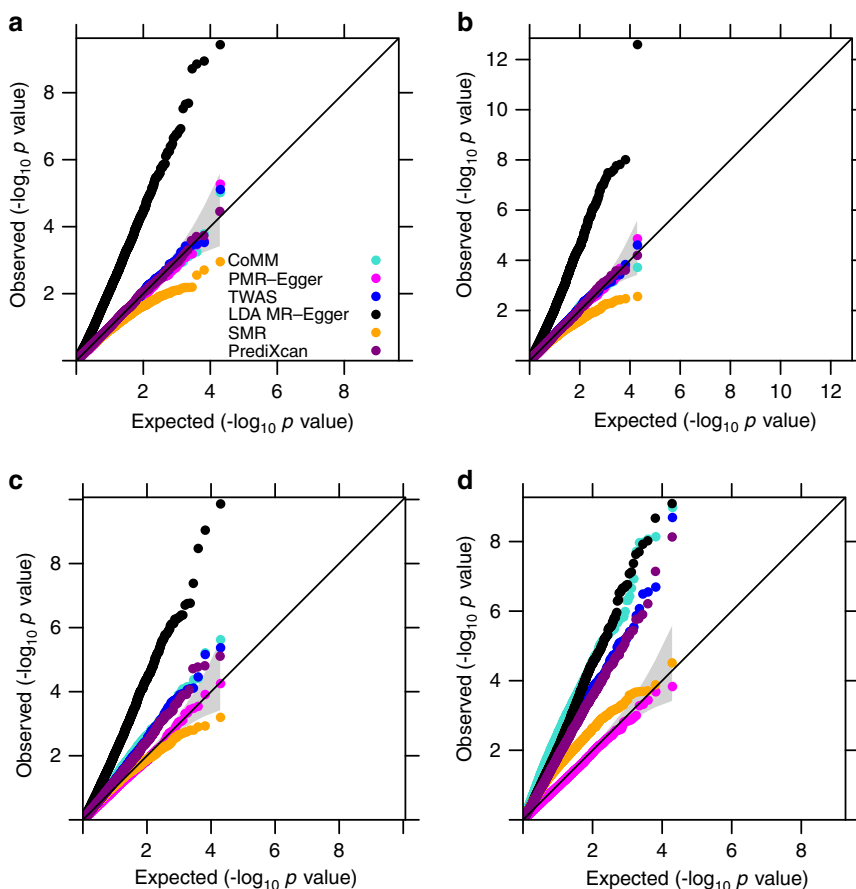 a
8
6
4
2
Observed (-log10 p value)
CoMM
PMR–Egger
TWAS
LDA MR–Egger
SMR
PrediXcan
2 4 6 8
Expected (-log10 p value)
b
12
10
8
6
4
2
Observed (-log10 p value)
2 4 6 8 10 12
Expected (-log10 p value)
c
8
6
4
2
Observed (-log10 p value)
2 4 6 8
Expected (-log10 p value)
d
8
6
4
2
Observed (-log10 p value)
2 4 6 8
Expected (-log10 p value)